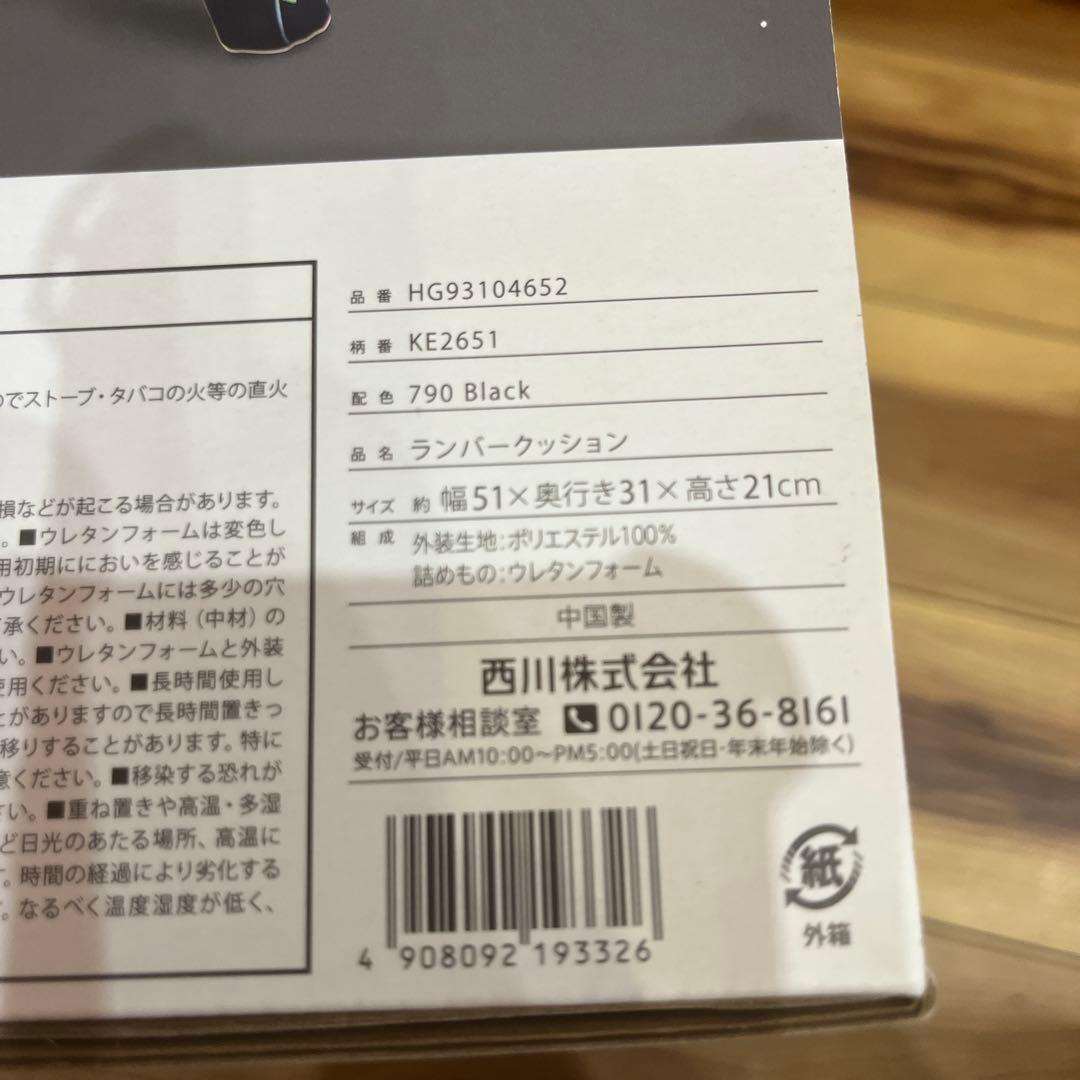 のでストーブ・タバコの火等の直火
損などが起こる場合があります。
。■ウレタンフォームは変色し
用初期ににおいを感じることが
ウレタンフォームには多少の穴
了承ください。■材料（中材）の
い。■ウレタンフォームと外装
使用ください。■長時間使用し
とがありますので長時間置きっ
移りすることがあります。特に
意ください。■移染する恐れが
さい。■重ね置きや高温・多湿
ど日光のあたる場所、高温に
す。時間の経過により劣化する
す。なるべく温度湿度が低く、
品番 HG93104652
柄番 KE2651
配色 790 Black
品名 ランバークッション
サイズ 約 幅51×奥行き31×高さ21cm
組成 外装生地:ポリエステル100%
詰めもの:ウレタンフォーム
中国製
西川株式会社
お客様相談室 0120-36-8161
受付/平日AM10:00～PM5:00(土日祝日・年末年始除く)
4 908092 193326
紙
外箱